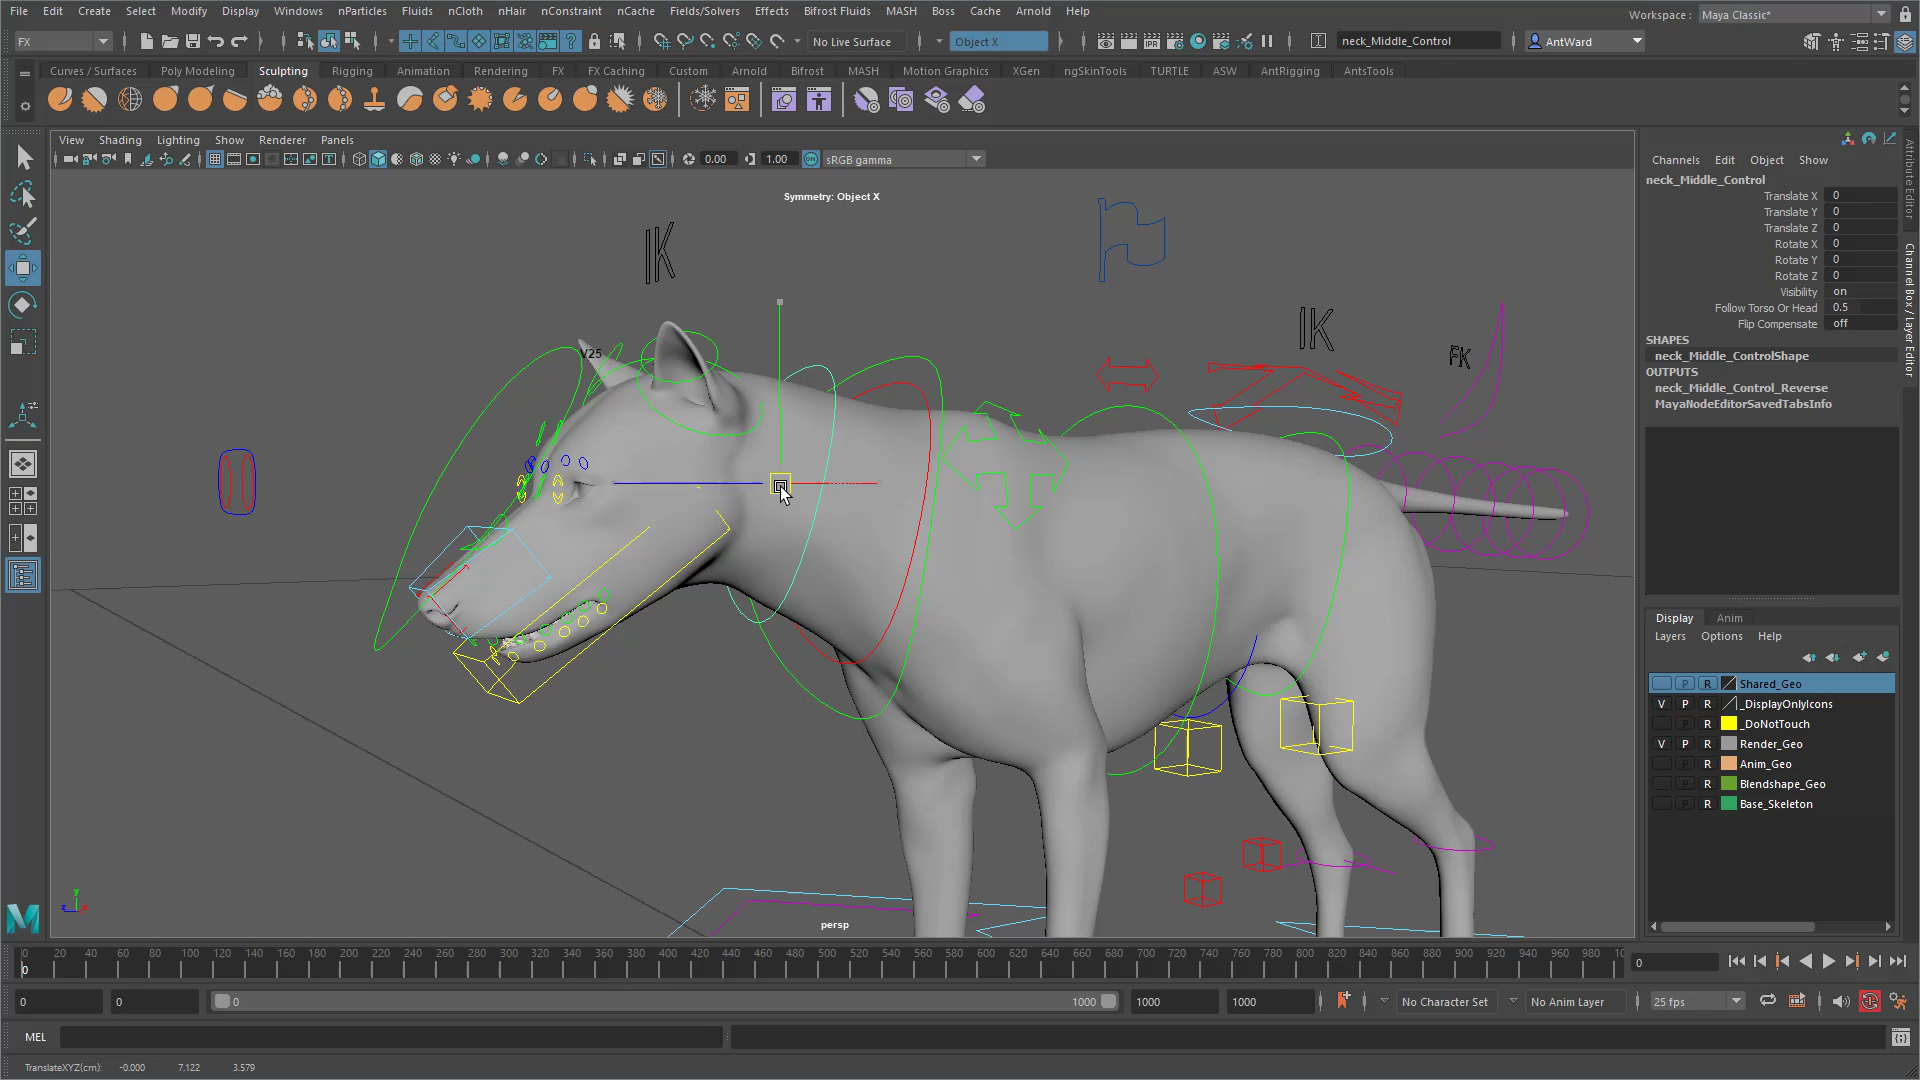 File Edit Create Select Modify Display Windows nParticles Fluids nCloth nHair nConstraint nCache Fields/Solvers Effects Bifrost Fluids MASH Boss Cache Arnold Help
Workspace : Maya Classic*
FX
No Live Surface
Object X
neck_Middle_Control
AntWard
Curves / Surfaces Poly Modeling Sculpting Rigging Animation Rendering FX FX Caching Custom Arnold Bifrost MASH Motion Graphics XGen ngSkinTools TURTLE ASW AntRigging AntsTools
View Shading Lighting Show Renderer Panels
0.00 1.00 ON sRGB gamma
Symmetry: Object X
IK
IK
FK
V25
persp
y
z x
Channels Edit Object Show
neck_Middle_Control
Translate X 0
Translate Y 0
Translate Z 0
Rotate X 0
Rotate Y 0
Rotate Z 0
Visibility on
Follow Torso Or Head 0.5
Flip Compensate off
SHAPES
neck_Middle_ControlShape
OUTPUTS
neck_Middle_Control_Reverse
MayaNodeEditorSavedTabsInfo
Attribute Editor
Channel Box / Layer Editor
Display Anim
Layers Options Help
P R Shared_Geo
V P R _DisplayOnlyIcons
P R _DoNotTouch
V P R Render_Geo
P R Anim_Geo
P R Blendshape_Geo
P R Base_Skeleton
0 20 40 60 80 100 120 140 160 180 200 220 240 260 280 300 320 340 360 380 400 420 440 460 480 500 520 540 560 580 600 620 640 660 680 700 720 740 760 780 800 820 840 860 880 900 920 940 960 980 10
0
0
0 0 0 1000 1000 1000
No Character Set
No Anim Layer
25 fps
MEL
TranslateXYZ(cm): -0.000 7.122 3.579